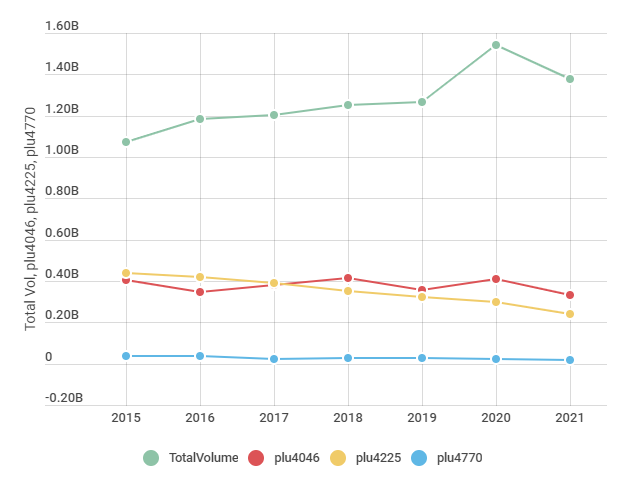 1.60B
1.40B
1.20B
1.00B
0.80B
0.60B
0.40B
0.20B
0
-0.20B
Total Vol, plu4046, plu4225, plu4770
2015 2016 2017 2018 2019 2020 2021
TotalVolume plu4046 plu4225 plu4770